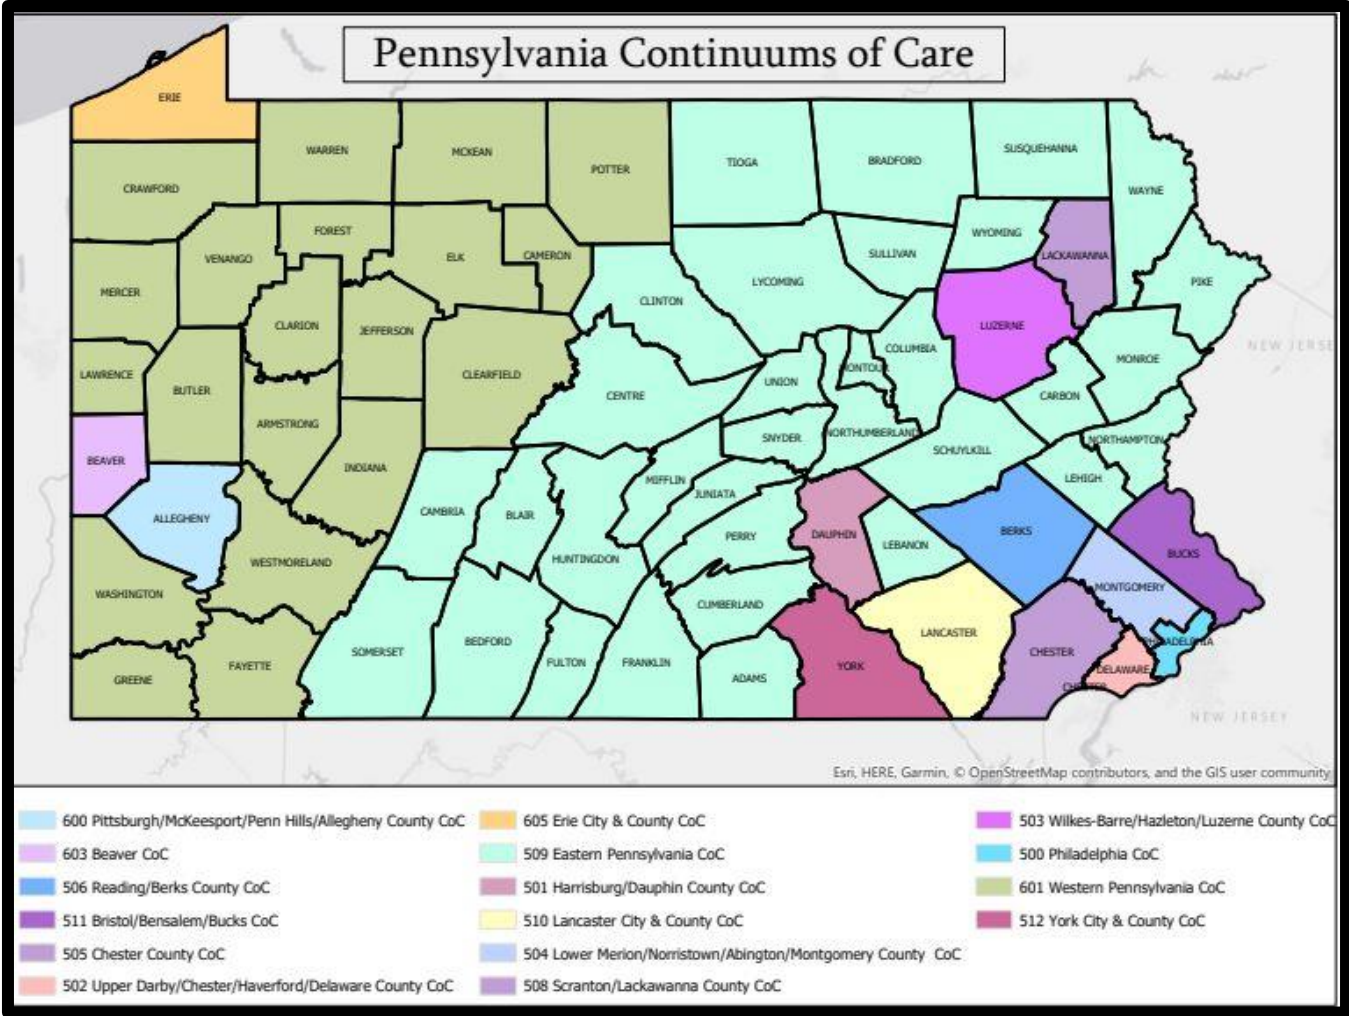 Pennsylvania Continuums of Care
ERIE
WARREN
MCKEAN
POTTER
TIOGA
BRADFORD
SUSQUEHANNA
WAYNE
CRAWFORD
FOREST
VENANGO
ELK
CAMERON
WYOMING
LACKAWANNA
SULLIVAN
LYCOMING
PIKE
MERCER
CLINTON
CLARION
JEFFERSON
LUZERNE
COLUMBIA
MONROE
NEW JERSE
LAWRENCE
BUTLER
CLEARFIELD
CENTRE
UNION
MONTOUR
CARBON
ARMSTRONG
SNYDER
NORTHUMBERLAND
SCHUYLKILL
NORTHAMPTON
BEAVER
INDIANA
MIFFLIN
LEHIGH
JUNIATA
ALLEGHENY
CAMBRIA
BLAIR
PERRY
DAUPHIN
LEBANON
BERKS
BUCKS
HUNTINGDON
WESTMORELAND
WASHINGTON
MONTGOMERY
CUMBERLAND
LANCASTER
PHILADELPHIA
BEDFORD
SOMERSET
CHESTER
FULTON
FRANKLIN
YORK
FAYETTE
DELAWARE
GREENE
ADAMS
CHESTER
NEW JERSEY
Esri, HERE, Garmin, © OpenStreetMap contributors, and the GIS user community
600 Pittsburgh/McKeesport/Penn Hills/Allegheny County CoC
603 Beaver CoC
506 Reading/Berks County CoC
511 Bristol/Bensalem/Bucks CoC
505 Chester County CoC
502 Upper Darby/Chester/Haverford/Delaware County CoC
605 Erie City & County CoC
509 Eastern Pennsylvania CoC
501 Harrisburg/Dauphin County CoC
510 Lancaster City & County CoC
504 Lower Merion/Norristown/Abington/Montgomery County CoC
508 Scranton/Lackawanna County CoC
503 Wilkes-Barre/Hazleton/Luzerne County CoC
500 Philadelphia CoC
601 Western Pennsylvania CoC
512 York City & County CoC